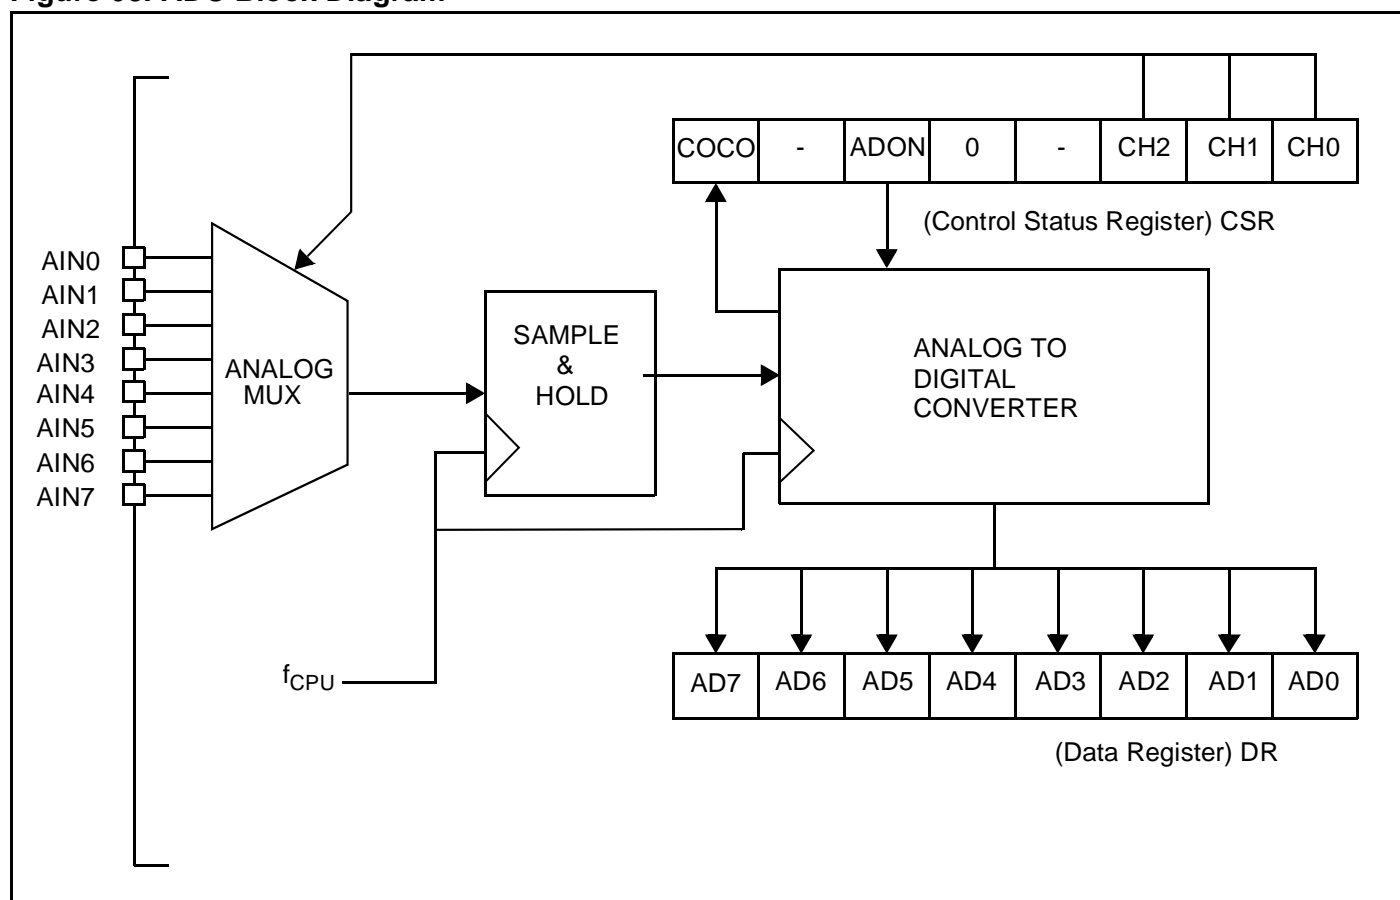 COCO - ADON 0 - CH2 CH1 CH0
(Control Status Register) CSR
AIN0
AIN1
AIN2
AIN3
AIN4
AIN5
AIN6
AIN7
ANALOG
MUX
SAMPLE
&
HOLD
ANALOG TO
DIGITAL
CONVERTER
fCPU
AD7 AD6 AD5 AD4 AD3 AD2 AD1 AD0
(Data Register) DR